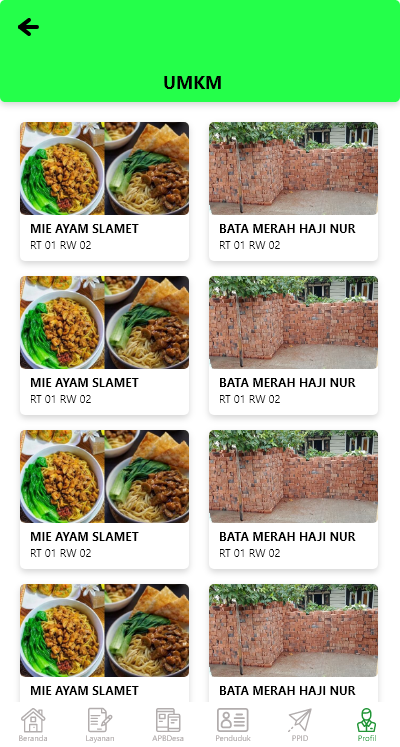 UMKM
MIE AYAM SLAMET
RT 01 RW 02
BATA MERAH HAJI NUR
RT 01 RW 02
MIE AYAM SLAMET
RT 01 RW 02
BATA MERAH HAJI NUR
RT 01 RW 02
MIE AYAM SLAMET
RT 01 RW 02
BATA MERAH HAJI NUR
RT 01 RW 02
MIE AYAM SLAMET
BATA MERAH HAJI NUR
Beranda
Layanan
APBDesa
Penduduk
PPID
Profil